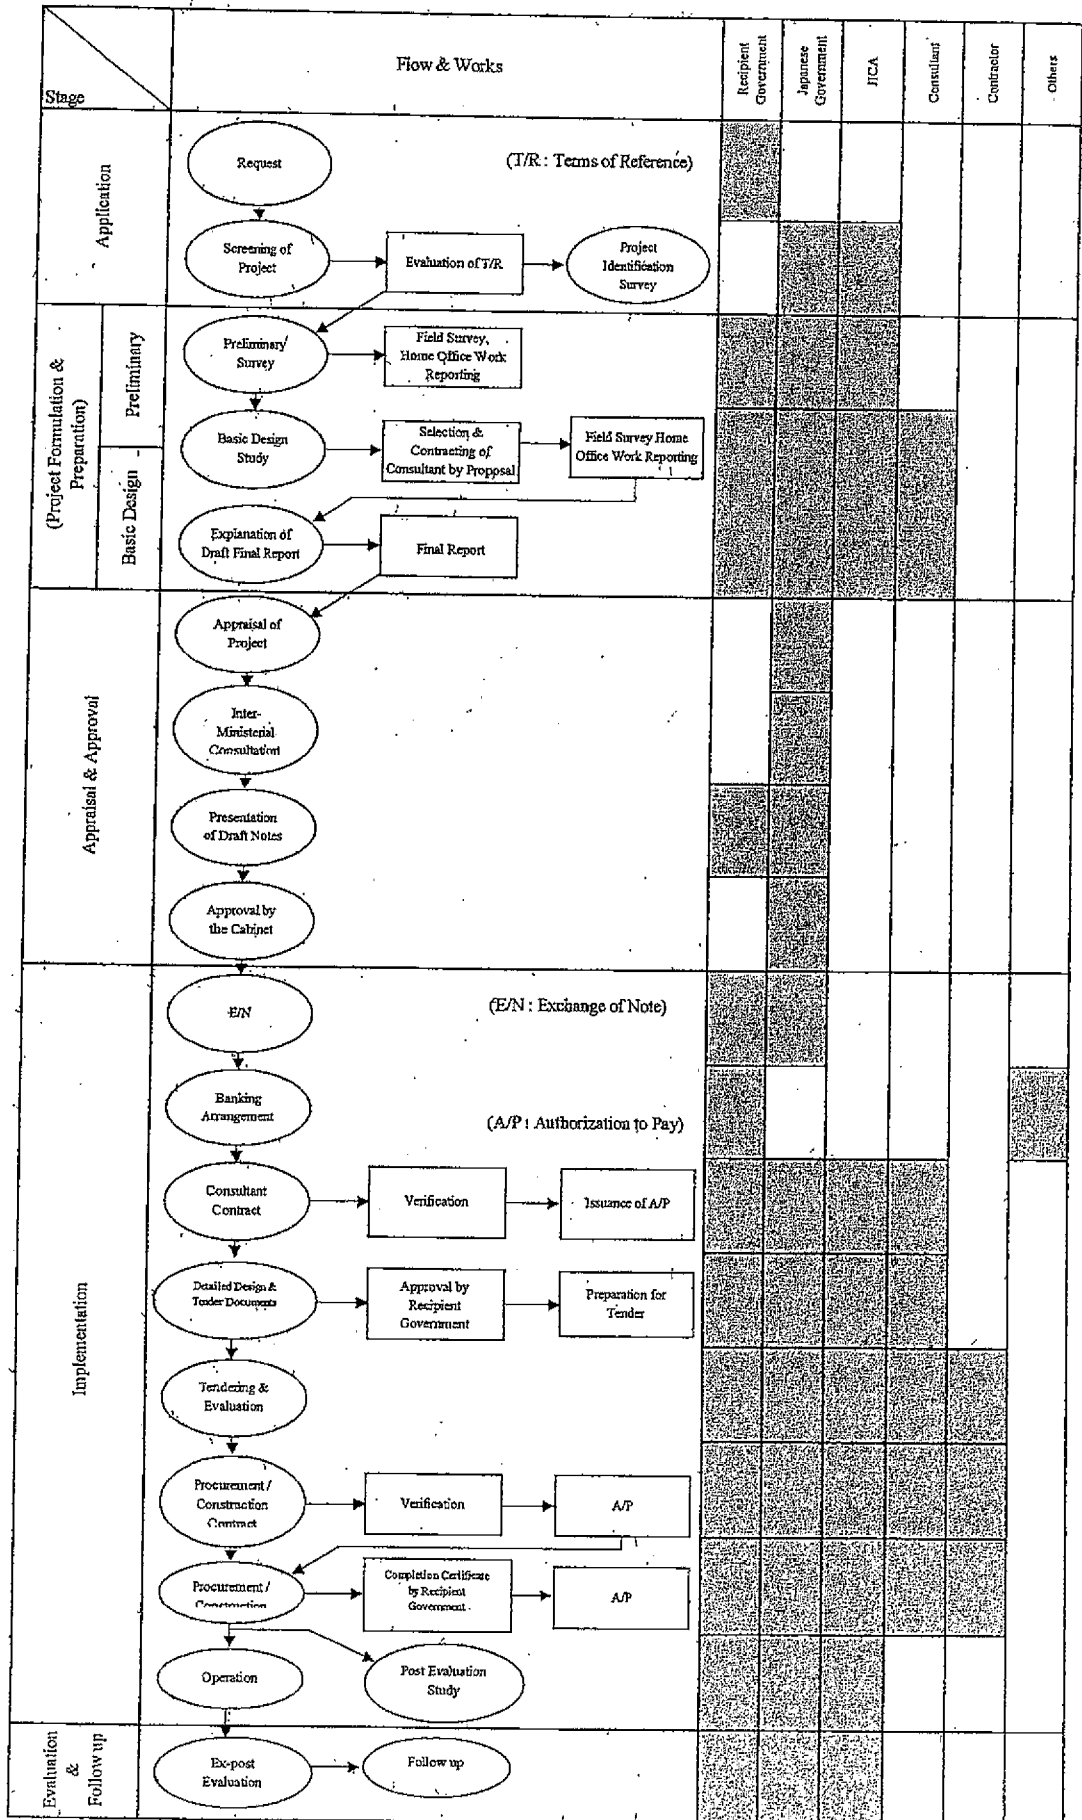 Stage
Flow & Works
Recipient
Government
Japanese
Government
JICA
Consultant
Contractor
Others
Application
Request
(T/R : Terms of Reference)
Screening of
Project
Evaluation of T/R
Project
Identification
Survey
(Project Formulation &
Preparation)
Preliminary
Preliminary
Survey
Field Survey,
Home Office Work
Reporting
Basic Design
Basic Design
Study
Selection &
Contracting of
Consultant by Proposal
Field Survey Home
Office Work Reporting
Explanation of
Draft Final Report
Final Report
Appraisal & Approval
Appraisal of
Project
Inter-
Ministerial
Consultation
Presentation
of Draft Notes
Approval by
the Cabinet
Implementation
E/N
(E/N : Exchange of Note)
Banking
Arrangement
(A/P : Authorization to Pay)
Consultant
Contract
Verification
Issuance of A/P
Detailed Design &
Tender Documents
Approval by
Recipient
Government
Preparation for
Tender
Tendering &
Evaluation
Procurement /
Construction
Contract
Verification
A/P
Procurement /
Construction
Completion Certificate
by Recipient
Government
A/P
Operation
Post Evaluation
Study
Evaluation
&
Follow up
Ex-post
Evaluation
Follow up